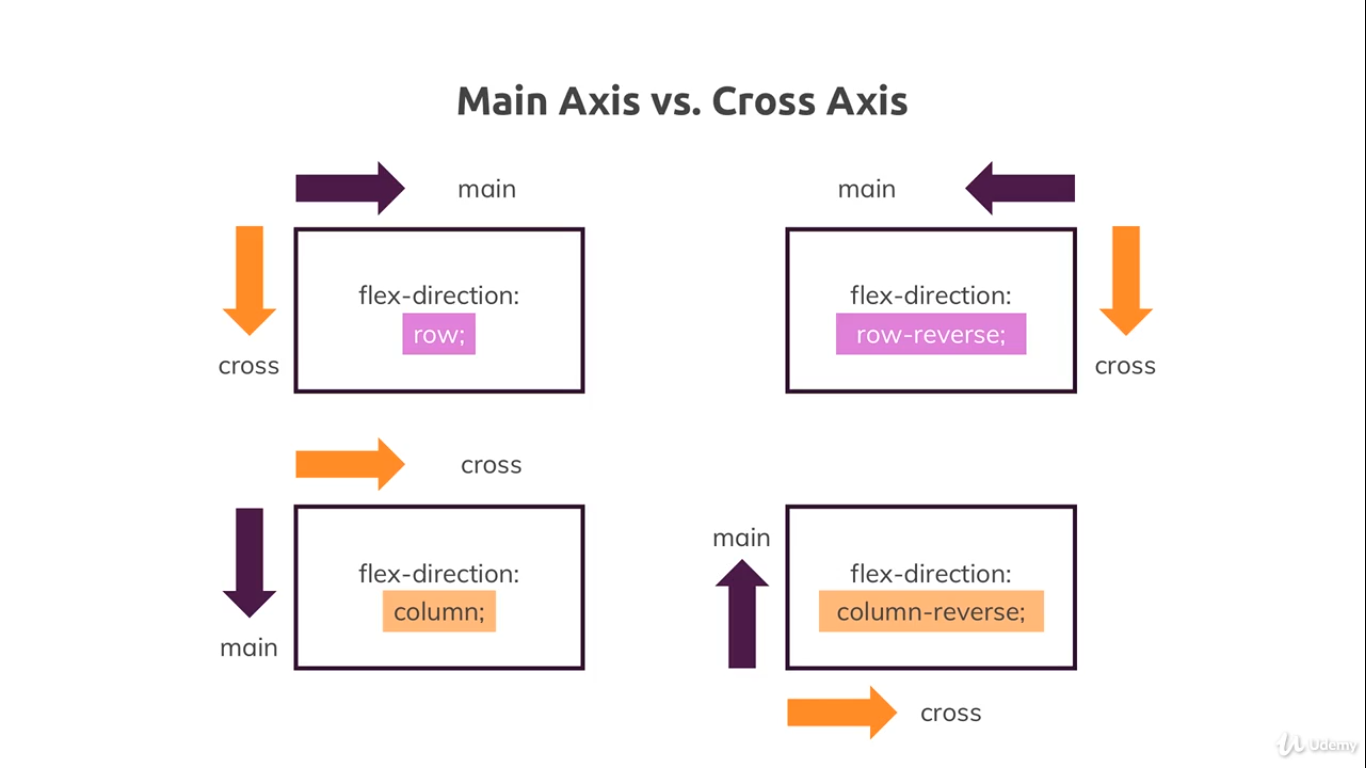 Main Axis vs. Cross Axis
main
cross
flex-direction:
row;
main
cross
flex-direction:
row-reverse;
cross
main
flex-direction:
column;
main
flex-direction:
column-reverse;
cross
Udemy